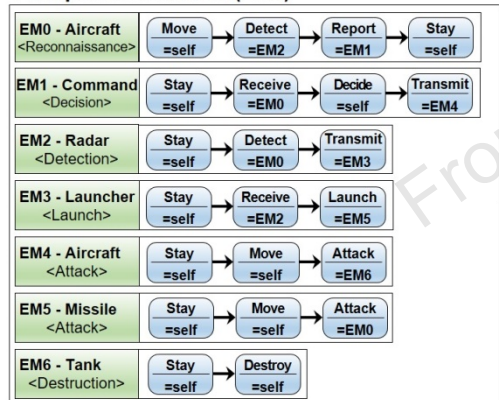 EM0 - Aircraft
<Reconnaissance>
Move
=self
Detect
=EM2
Report
=EM1
Stay
=self
EM1 - Command
<Decision>
Stay
=self
Receive
=EM0
Decide
=self
Transmit
=EM4
EM2 - Radar
<Detection>
Stay
=self
Detect
=EM0
Transmit
=EM3
EM3 - Launcher
<Launch>
Stay
=self
Receive
=EM2
Launch
=EM5
EM4 - Aircraft
<Attack>
Stay
=self
Move
=self
Attack
=EM6
EM5 - Missile
<Attack>
Stay
=self
Move
=self
Attack
=EM0
EM6 - Tank
<Destruction>
Stay
=self
Destroy
=self